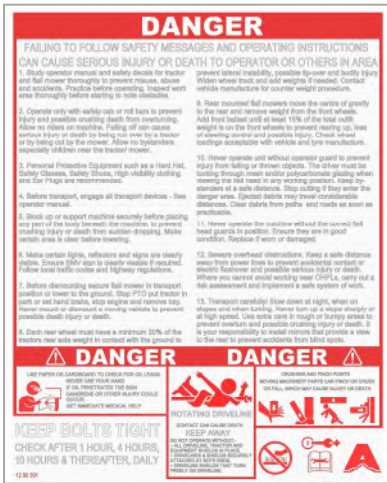 DANGER
FAILING TO FOLLOW SAFETY MESSAGES AND OPERATING INSTRUCTIONS
CAN CAUSE SERIOUS INJURY OR DEATH TO OPERATOR OR OTHERS IN AREA
1. Study operator manual and safety decals for tractor
and flail mower thoroughly to prevent misuse, abuse
and accidents. Practice before operating. Inspect work
area thoroughly before starting to note obstacles.
2. Operate only with safety cab or roll bars to prevent
injury and possible crushing death from overturning.
Allow no riders on machine. Falling off can cause
serious injury or death by being run over by a tractor
or by being cut by the mower. Allow no bystanders
especially children near the tractor/ mower.
3. Personal Protective Equipment such as a Hard Hat,
Safety Glasses, Safety Shoes, High visibility clothing
and Ear Plugs are recommended.
4. Before transport, engage all transport devices - See
operator manual.
5. Block up or support machine securely before placing
any part of the body beneath the machine, to prevent
crushing injury or death from sudden dropping. Make
certain area is clear before lowering.
6. Make certain lights, reflectors and signs are clearly
visible. Ensure SMV sign is clearly visible if required.
Follow local traffic codes and highway regulations.
7. Before dismounting secure flail mower in transport
position or lower to the ground. Stop PTO put tractor in
park or set hand brake, stop engine and remove key.
Never mount or dismount a moving vehicle to prevent
possible death injury or death.
8. Each rear wheel must have a minimum 20% of the
tractors rear axle weight in contact with the ground to
prevent lateral instability, possible tip-over and bodily injury
Widen wheel track and add weights if needed. Contact
vehicle manufacture for counter weight procedure.
9. Rear mounted flail mowers move the centre of gravity
to the rear and remove weight from the front wheels.
Add front ballast until at least 15% of the total outfit
weight is on the front wheels to prevent rearing up, loss
of steering control and possible injury. Check wheel
loadings acceptable with vehicle and tyre manufacture.
10. Never operate unit without operator guard to prevent
injury from falling or thrown objects. The driver must be
looking through mesh and/or polycarbonate glazing when
viewing the flail head in any working position. Keep by-
standers at a safe distance. Stop cutting if they enter the
danger area. Ejected debris may travel considerable
distances. Clear debris from paths and roads as soon as
practicable.
11. Never operate the machine without the correct flail
head guards in position. Ensure they are in good
condition. Replace if worn or damaged
12. Beware overhead obstructions: Keep a safe distance
away from power lines to prevent accidental contact or
electric flashover and possible serious injury or death.
Where you cannot avoid working near OHPLs, carry out a
risk assessment and implement a safe system of work.
13. Transport carefully! Slow down at night, when on
slopes and when turning. Never turn up a slope sharply or
at high speed. Use extra care in rough or bumpy areas to
prevent overturn and possible crushing injury or death. It
is your responsibility to install mirrors that provide a view
to the rear to prevent accidents from blind spots.
DANGER
USE PAPER OR CARDBOARD TO CHECK FOR OIL LEAKS.
NEVER USE YOUR HAND
IF OIL PENETRATES THE SKIN
GANGRENE OR OTHER INJURY COULD
OCCUR.
GET IMMEDIATE MEDICAL HELP
KEEP BOLTS TIGHT
CHECK AFTER 1 HOUR, 4 HOURS,
10 HOURS & THEREAFTER, DAILY
DANGER
ROTATING DRIVELINE
CONTACT CAN CAUSE DEATH
KEEP AWAY
DO NOT OPERATE WITHOUT:-
- ALL DRIVELINE, TRACTOR AND
EQUIPMENT SHIELDS IN PLACE
- DRIVELINES & SHIELDS SECURELY
ATTACHED AT BOTH ENDS
- DRIVELINE SHIELDS THAT TURN
FREELY ON DRIVELINE.
CRUSHING AND PINCH POINTS
MOVING MACHINERY PARTS CAN PINCH OR CRUSH
OR FALL, WHICH MAY CAUSE INJURY OR DEATH
A